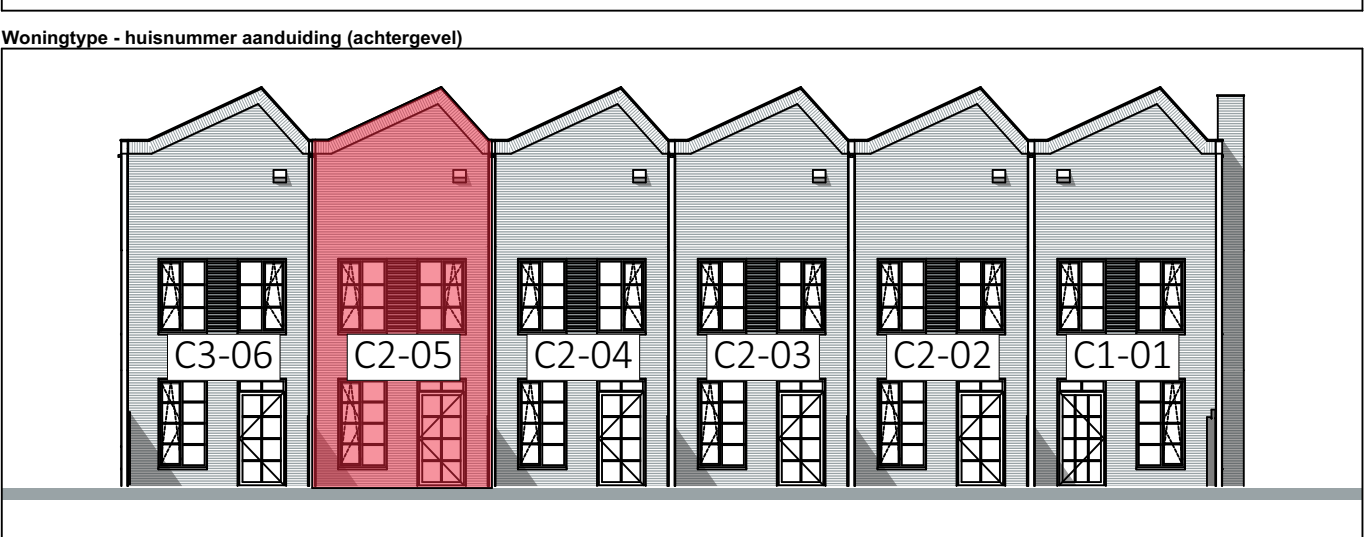 Woningtype - huisnummer aanduiding (achtergevel)
C3-06 C2-05 C2-04 C2-03 C2-02 C1-01